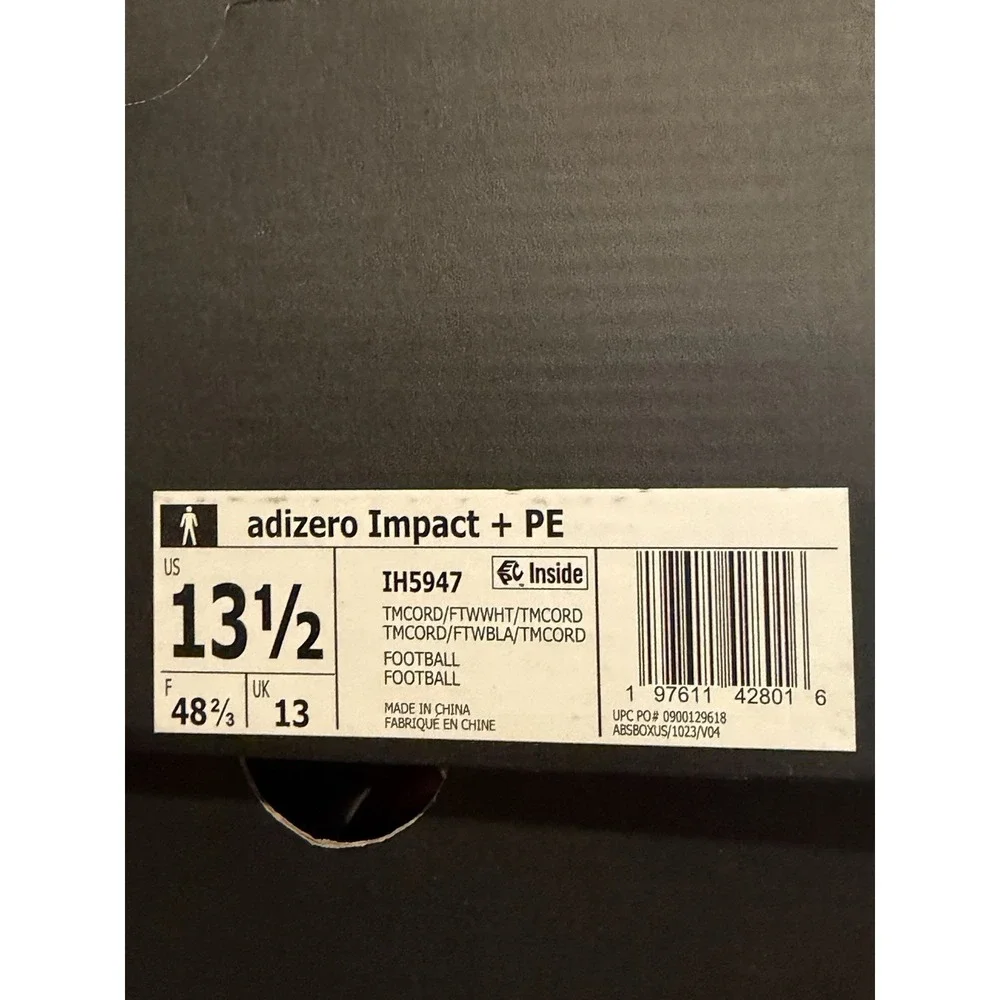 adizero Impact + PE
US
13½
F
48⅔
UK
13
IH5947
Inside
TMCORD/FTWWHT/TMCORD
TMCORD/FTWBLA/TMCORD
FOOTBALL
FOOTBALL
MADE IN CHINA
FABRIQUÉ EN CHINE
1 97611 42801 6
UPC PO# 0900129618
ABSBOXUS/1023/V04